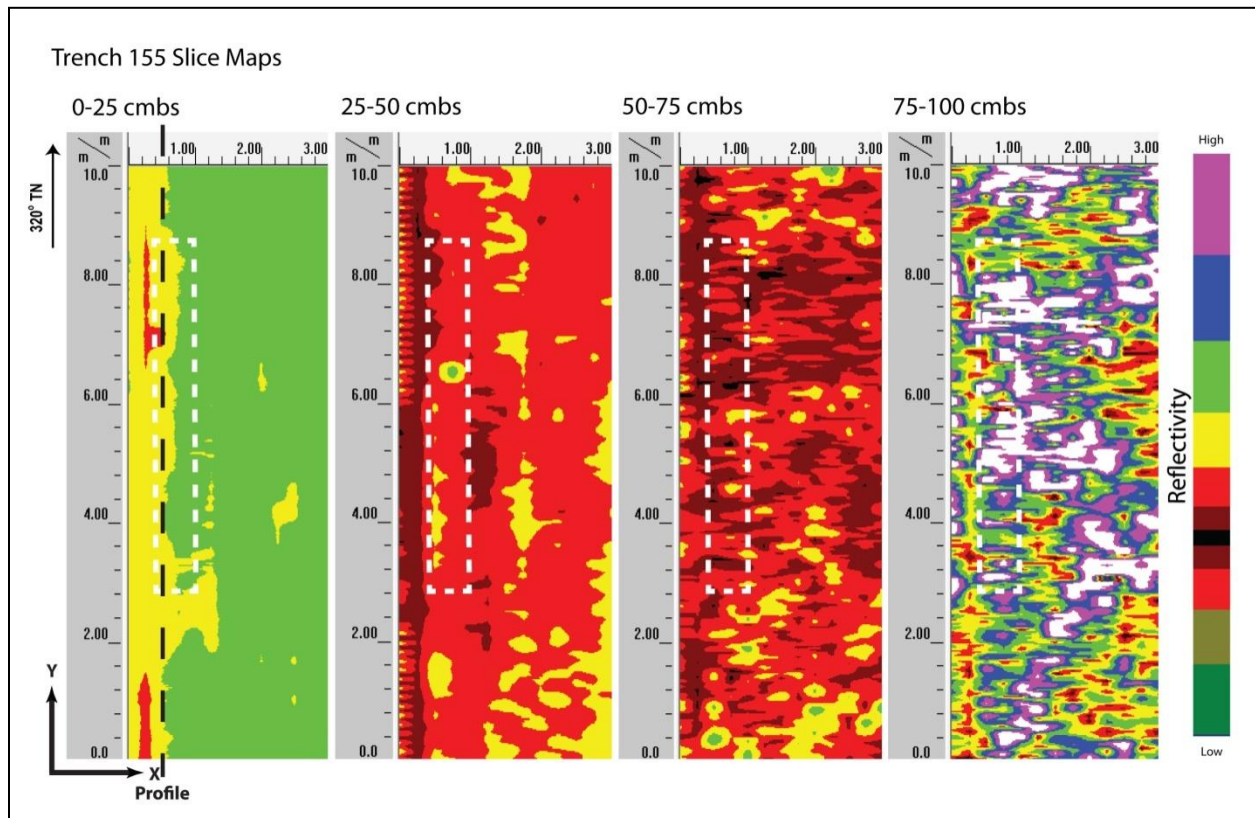 Trench 155 Slice Maps
0-25 cmbs
25-50 cmbs
50-75 cmbs
75-100 cmbs
m 1.00 2.00 3.00
m
m 1.00 2.00 3.00
m
m 1.00 2.00 3.00
m
m 1.00 2.00 3.00
m
High
320° TN
10.0 10.0 10.0 10.0
8.00 8.00 8.00 8.00
6.00 6.00 6.00 6.00
Reflectivity
4.00 4.00 4.00 4.00
2.00 2.00 2.00 2.00
Y
0.0 0.0 0.0 0.0
Low
X
Profile